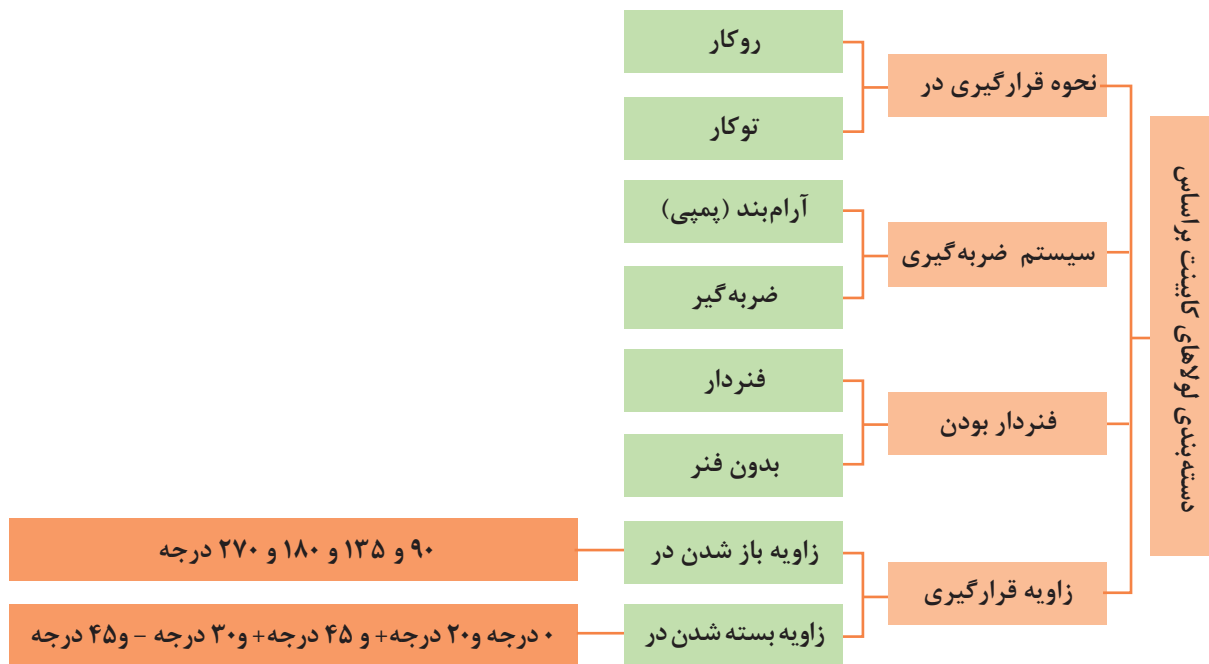 دسته‌بندی لولاهای کابینت براساس
نحوه قرارگیری در
روکار
توکار
سیستم ضربه‌گیری
آرام‌بند (پمپی)
ضربه‌گیر
فنردار بودن
فنردار
بدون فنر
زاویه قرارگیری
زاویه باز شدن در
۹۰ و ۱۳۵ و ۱۸۰ و ۲۷۰ درجه
زاویه بسته شدن در
۰ درجه و۲۰ درجه+ و ۴۵ درجه+ و۳۰ درجه - و۴۵ درجه